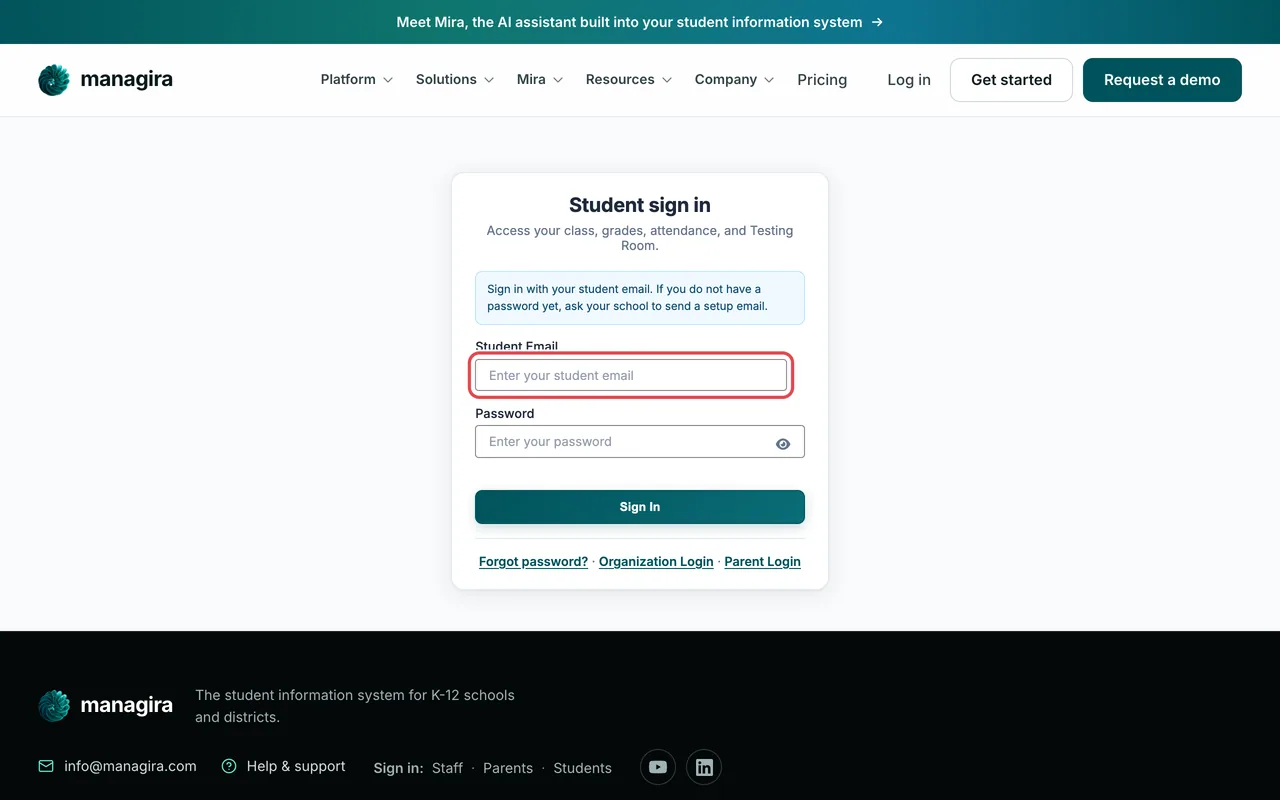 Meet Mira, the AI assistant built into your student information system →
managira
Platform
Solutions
Mira
Resources
Company
Pricing
Log in
Get started
Request a demo
Student sign in
Access your class, grades, attendance, and Testing
Room.
Sign in with your student email. If you do not have a
password yet, ask your school to send a setup email.
Student Email
Enter your student email
Password
Enter your password
Sign In
Forgot password? · Organization Login · Parent Login
managira
The student information system for K-12 schools
and districts.
info@managira.com
Help & support
Sign in: Staff · Parents · Students